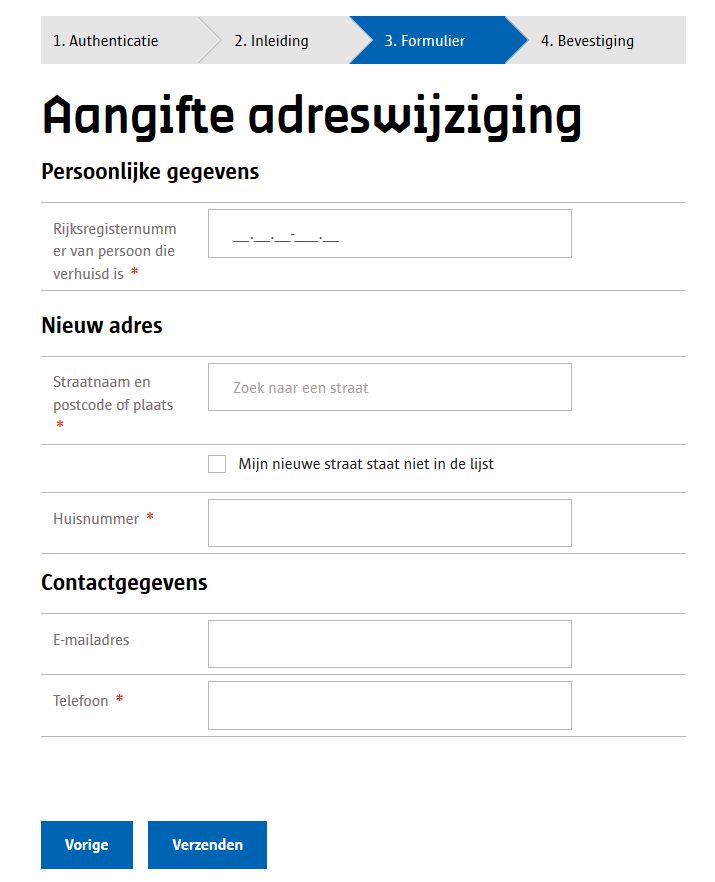 1. Authenticatie
2. Inleiding
3. Formulier
4. Bevestiging
Aangifte adreswijziging
Persoonlijke gegevens
Rijksregisternumm
er van persoon die
verhuisd is *
__.__.__-___.__
Nieuw adres
Straatnaam en
postcode of plaats
*
Zoek naar een straat
Mijn nieuwe straat staat niet in de lijst
Huisnummer *
Contactgegevens
E-mailadres
Telefoon *
Vorige
Verzenden